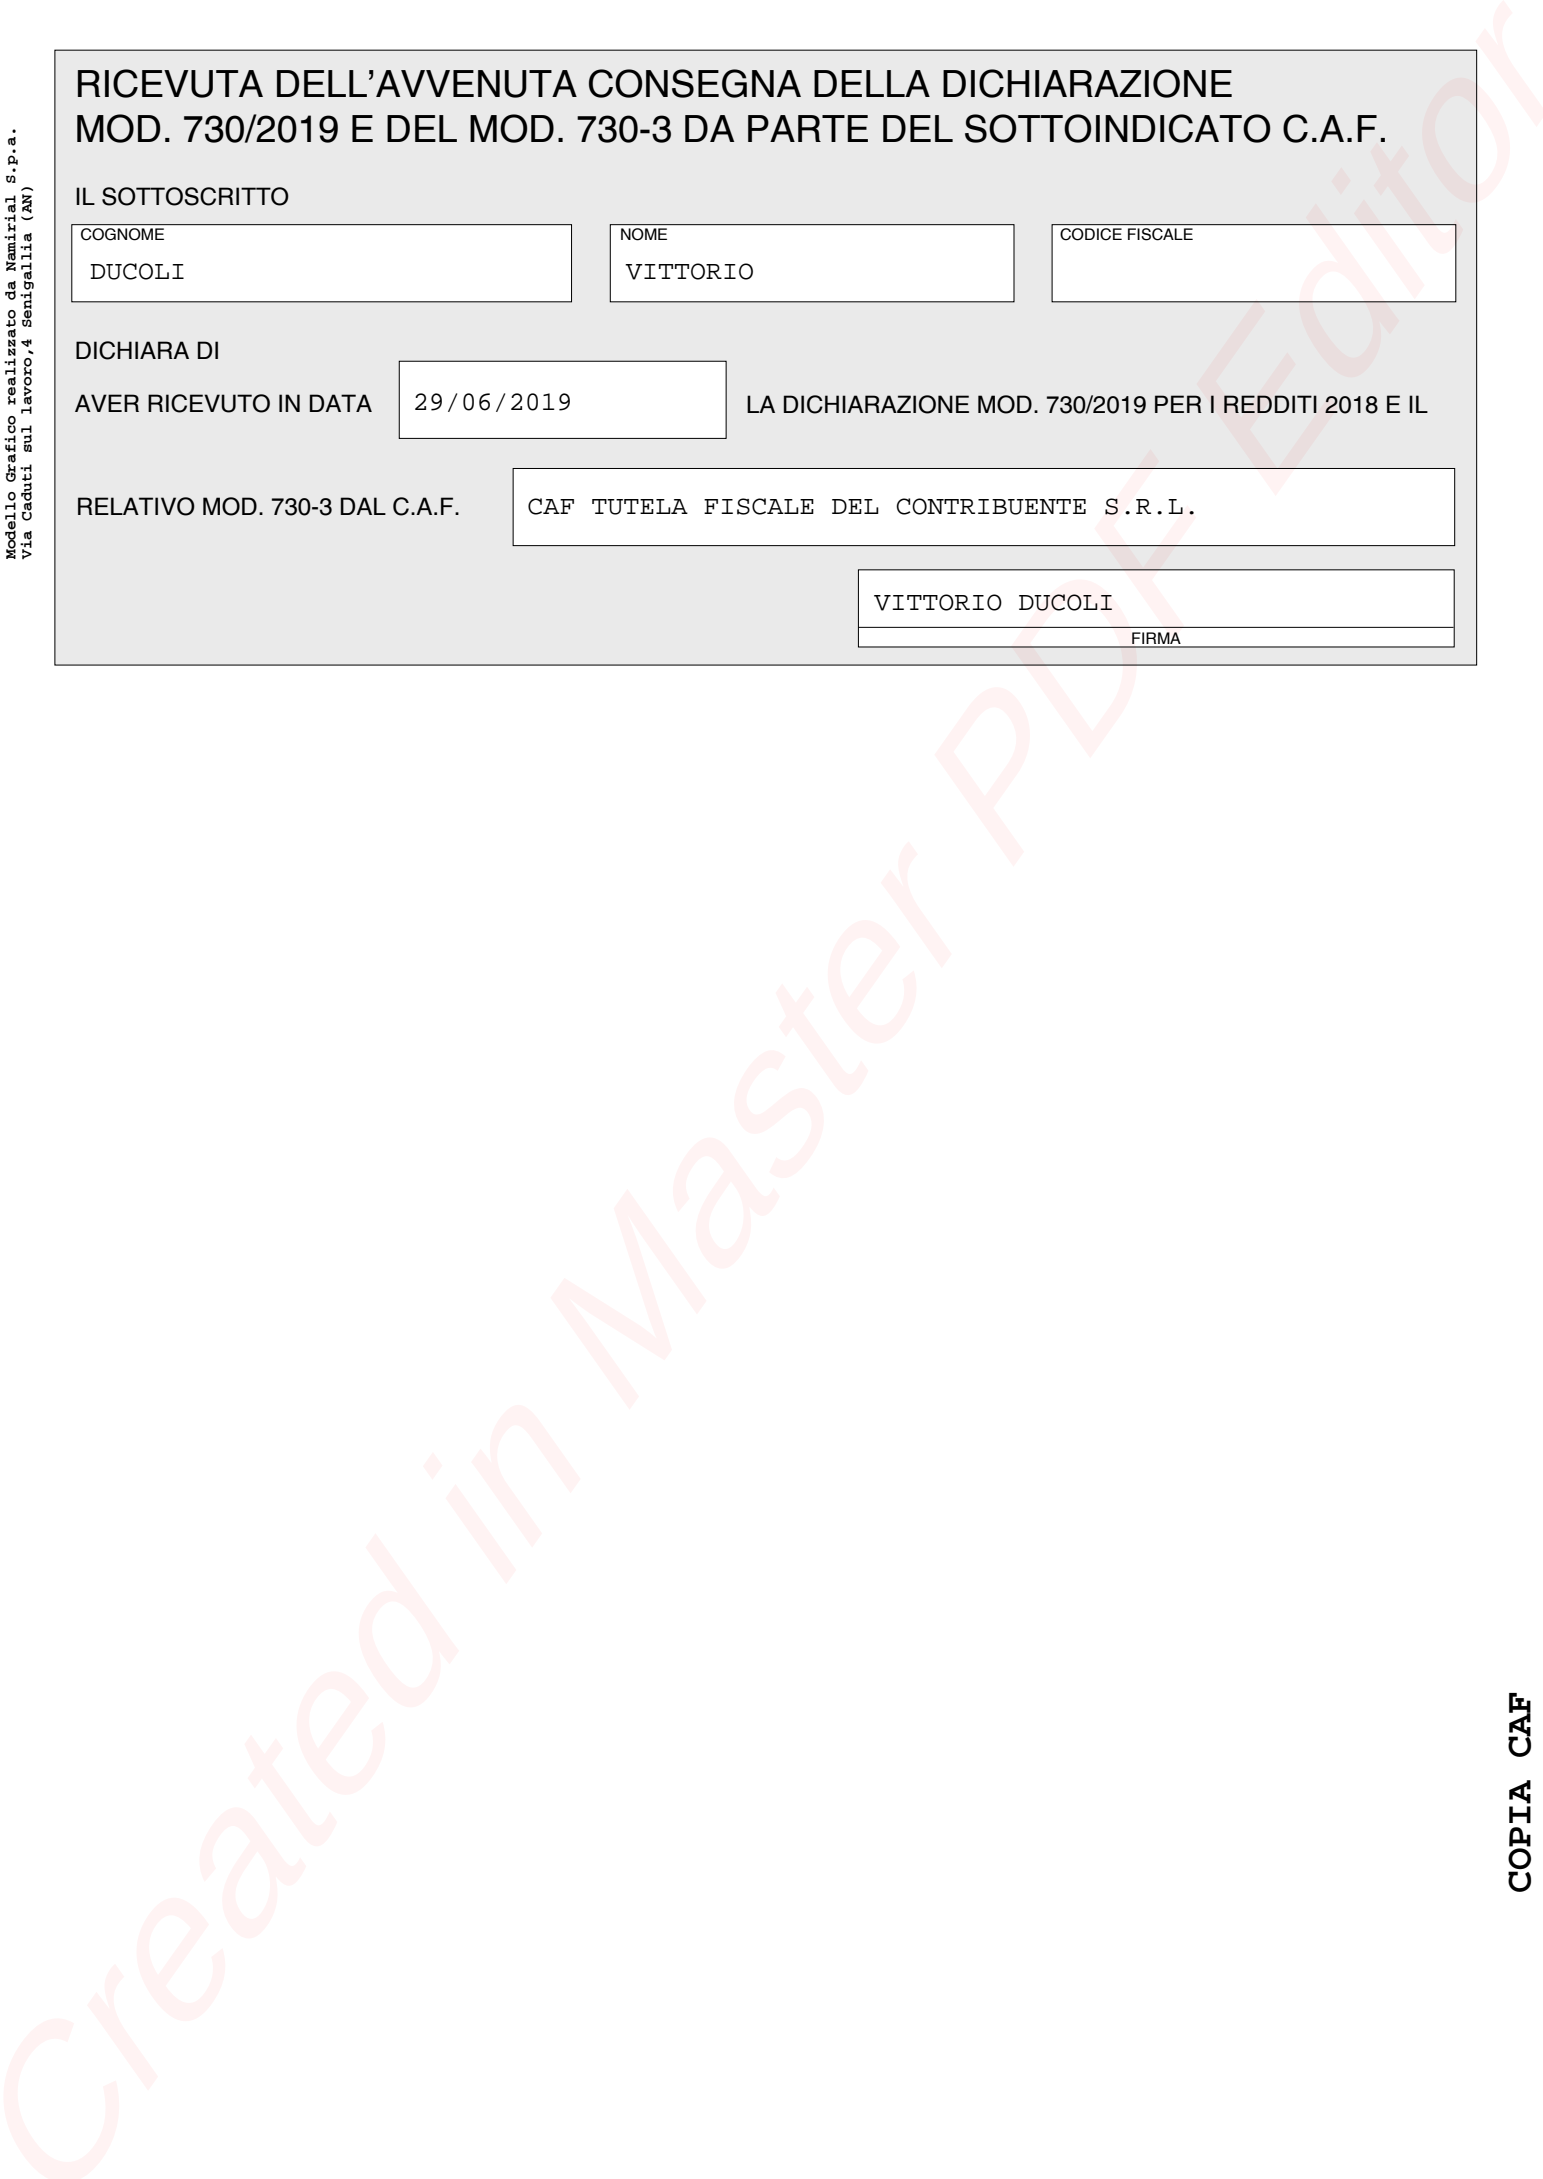 RICEVUTA DELL'AVVENUTA CONSEGNA DELLA DICHIARAZIONE
MOD. 730/2019 E DEL MOD. 730-3 DA PARTE DEL SOTTOINDICATO C.A.F.
Modello Grafico realizzato da Namirial S.p.a.
Via Caduti sul lavoro,4 Senigallia (AN)
IL SOTTOSCRITTO
COGNOME NOME CODICE FISCALE
DUCOLI VITTORIO
DICHIARA DI
AVER RICEVUTO IN DATA 29/06/2019 LA DICHIARAZIONE MOD. 730/2019 PER I REDDITI 2018 E IL
RELATIVO MOD. 730-3 DAL C.A.F. CAF TUTELA FISCALE DEL CONTRIBUENTE S.R.L.
VITTORIO DUCOLI
FIRMA
Created in Master PDF Editor
COPIA CAF